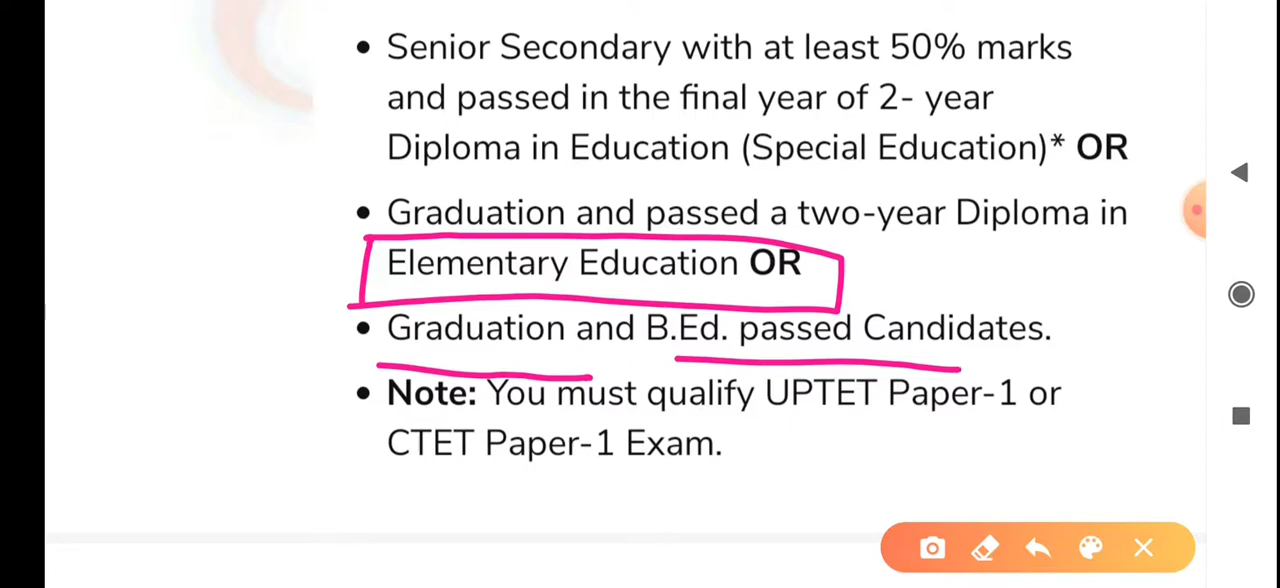 • Senior Secondary with at least 50% marks
and passed in the final year of 2- year
Diploma in Education (Special Education)* OR
• Graduation and passed a two-year Diploma in
Elementary Education OR
• Graduation and B.Ed. passed Candidates.
• Note: You must qualify UPTET Paper-1 or
CTET Paper-1 Exam.